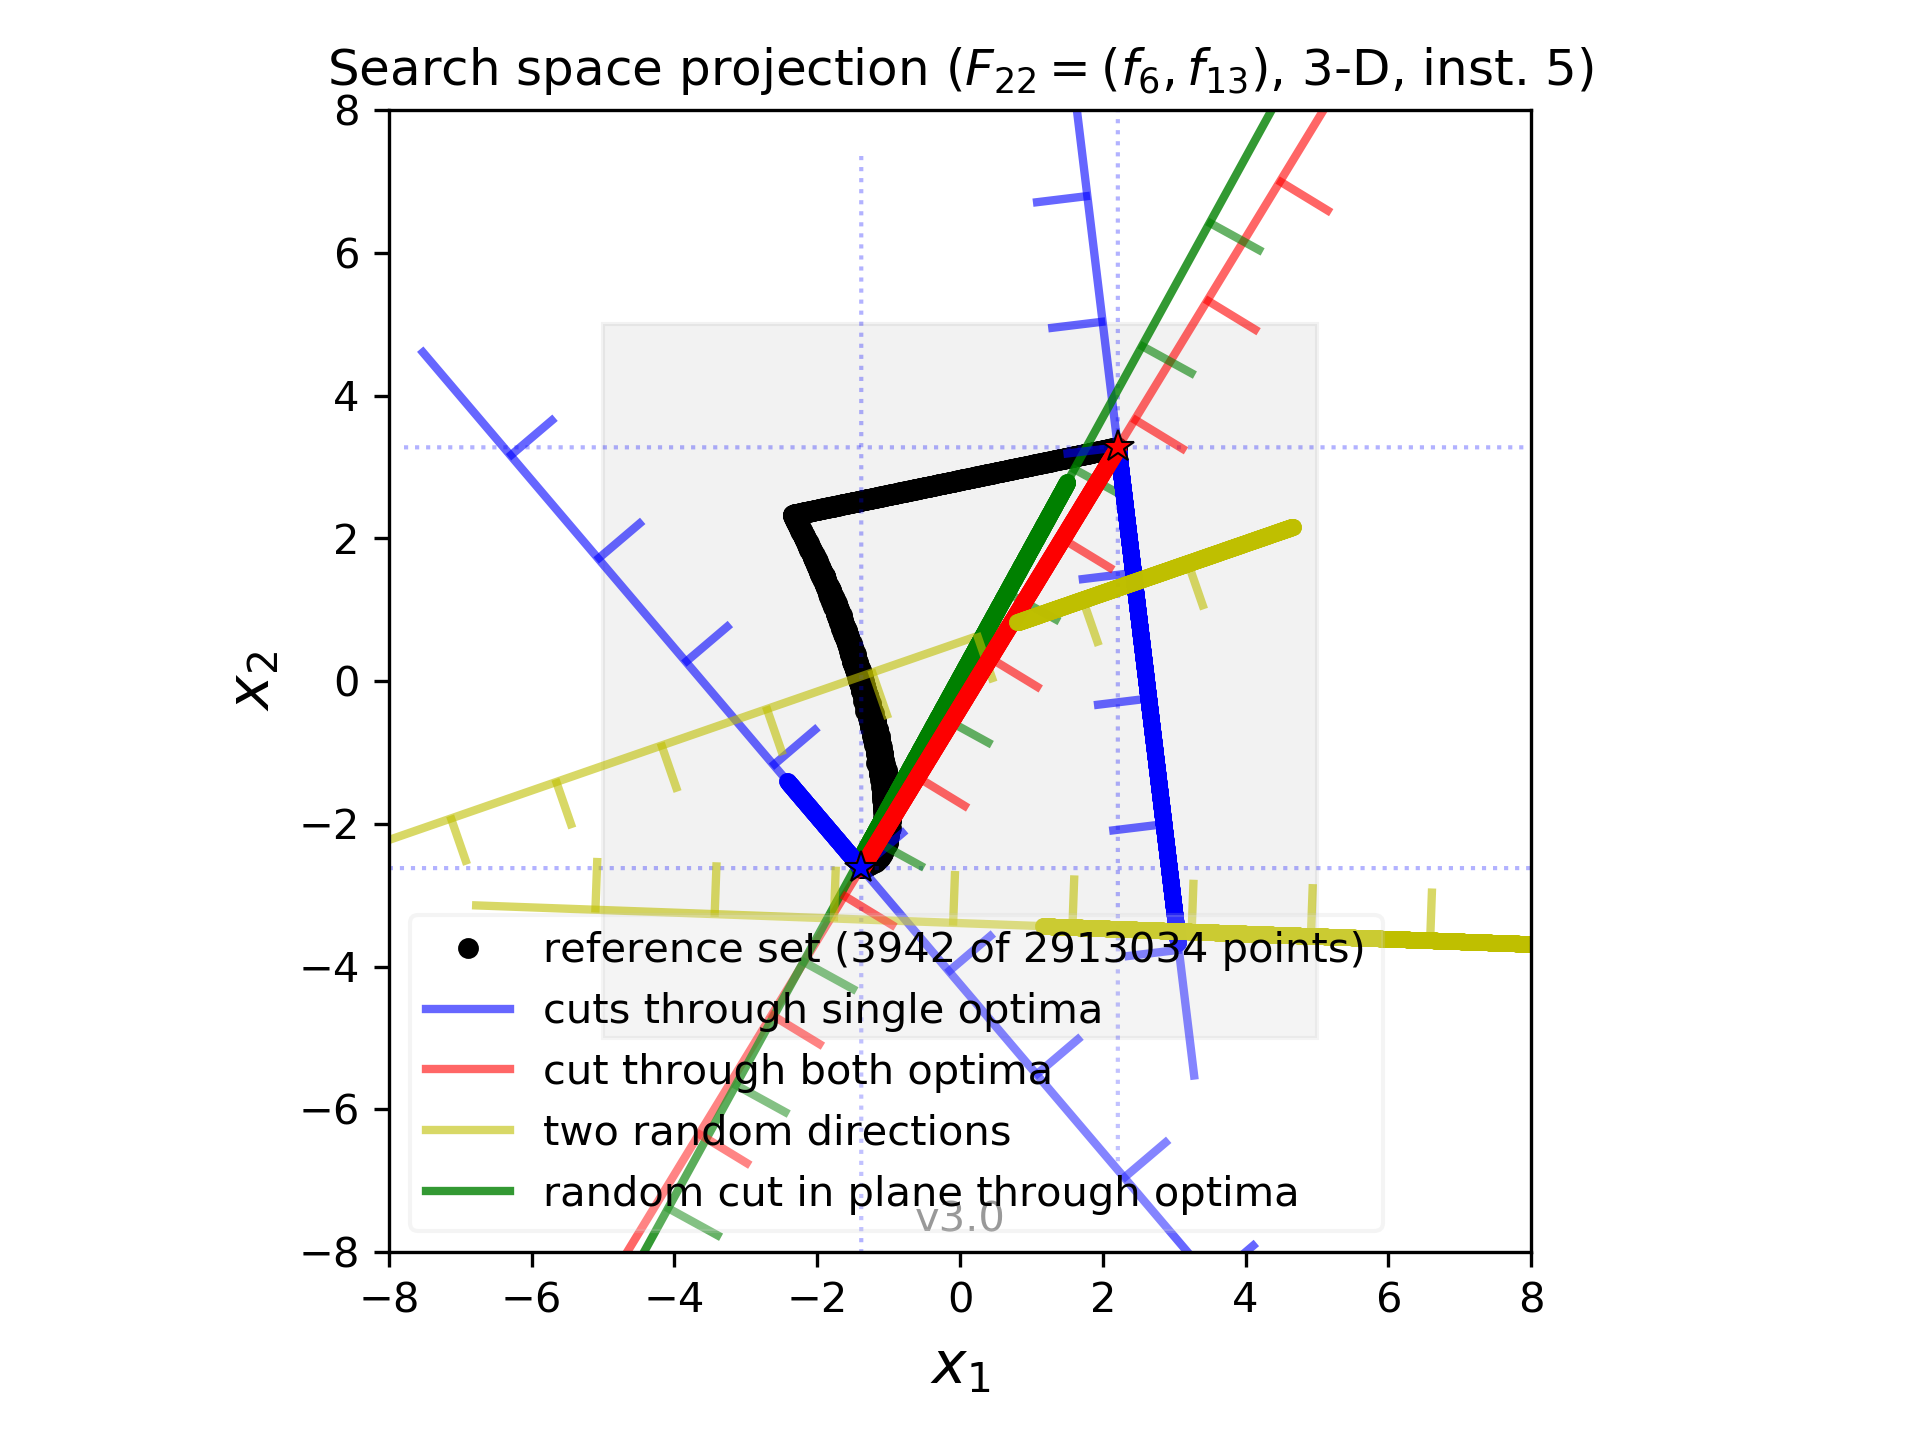 Search space projection (F₂₂ = (f₆, f₁₃), 3-D, inst. 5)
8
6
4
2
0
−2
−4
−6
−8
x₂
reference set (3942 of 2913034 points)
cuts through single optima
cut through both optima
two random directions
random cut in plane through optima
v3.0
−8 −6 −4 −2 0 2 4 6 8
x₁